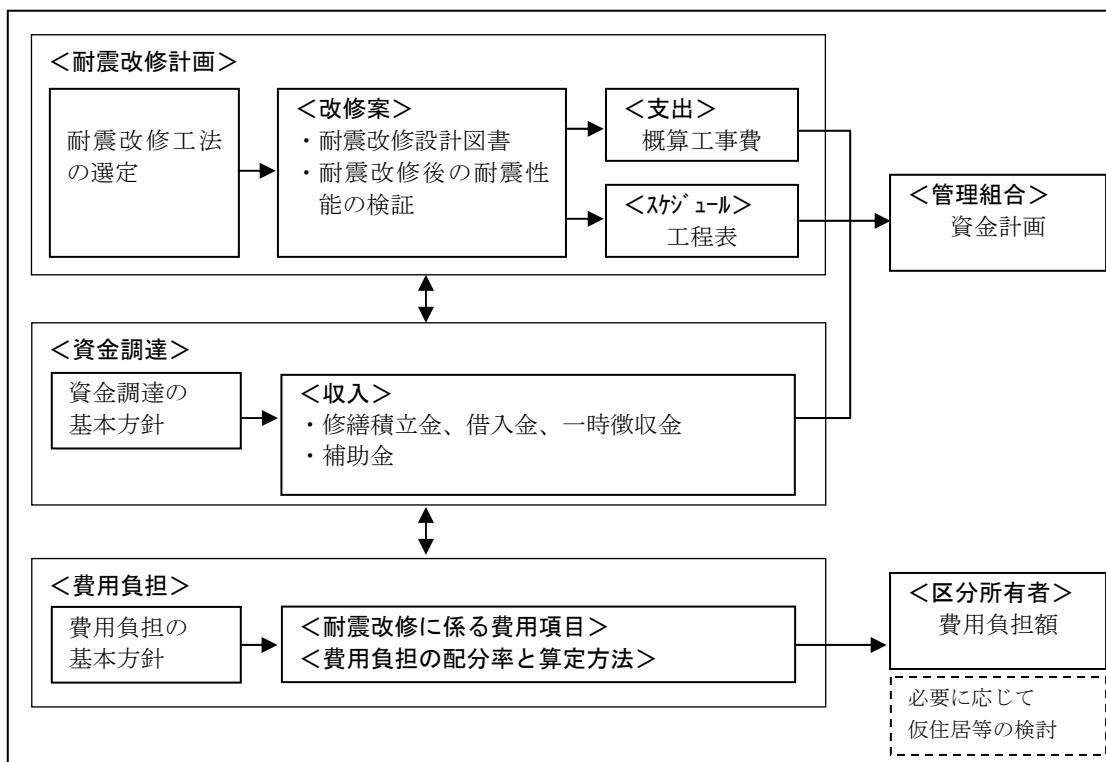 ＜耐震改修計画＞
耐震改修工法
の選定
＜改修案＞
・耐震改修設計図書
・耐震改修後の耐震性
能の検証
＜支出＞
概算工事費
＜ｽｹｼﾞｭｰﾙ＞
工程表
＜管理組合＞
資金計画
＜資金調達＞
資金調達の
基本方針
＜収入＞
・修繕積立金、借入金、一時徴収金
・補助金
＜費用負担＞
費用負担の
基本方針
＜耐震改修に係る費用項目＞
＜費用負担の配分率と算定方法＞
＜区分所有者＞
費用負担額
必要に応じて
仮住居等の検討